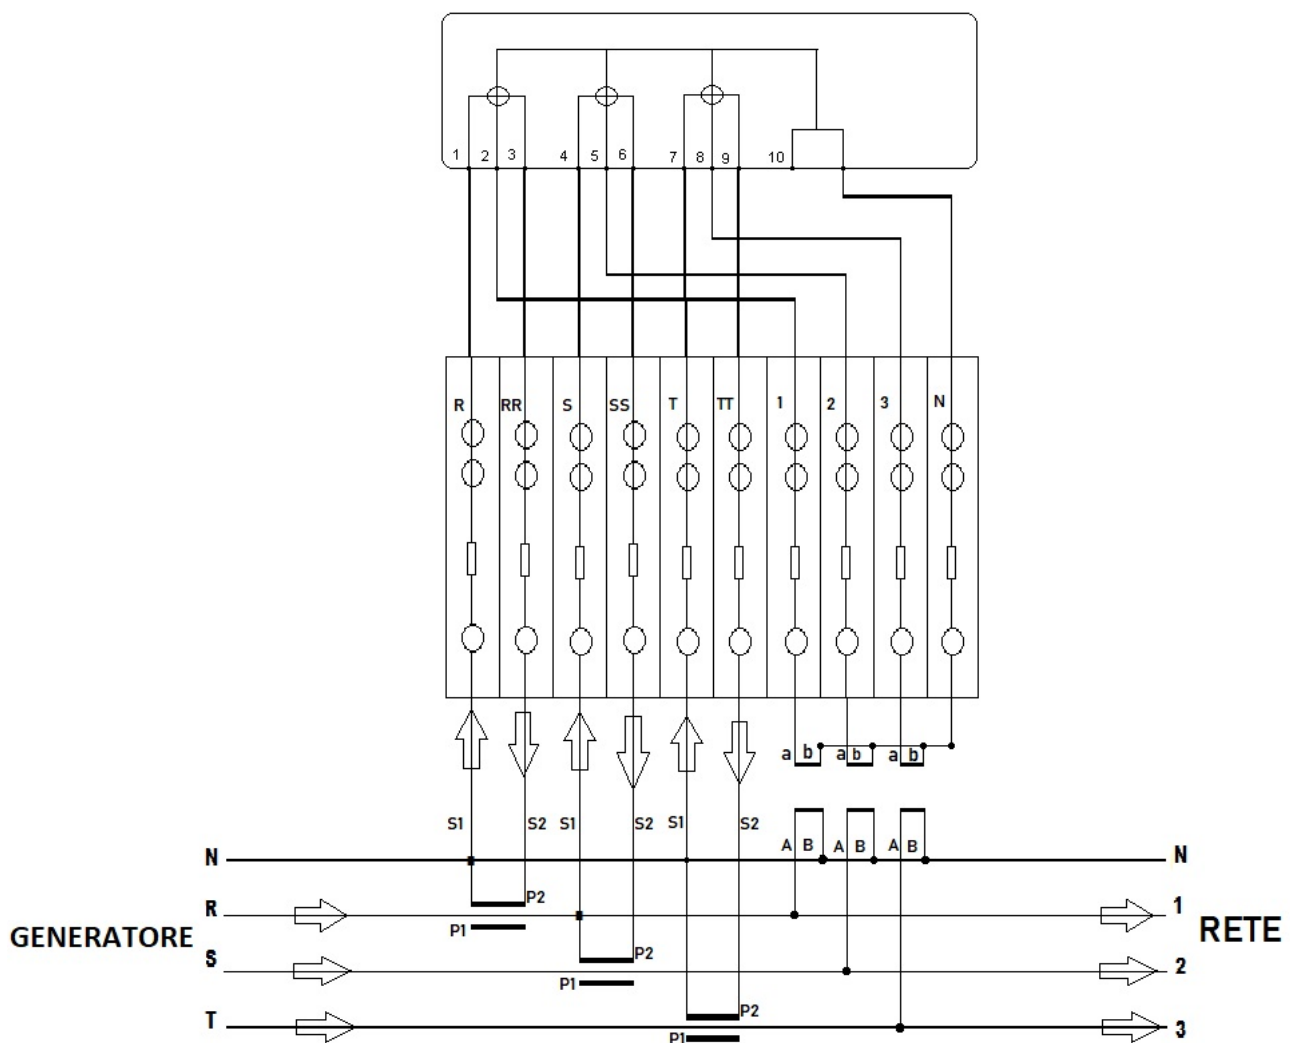 1 2 3 4 5 6 7 8 9 10
R RR S SS T TT 1 2 3 N
a b a b a b
S1 S2 S1 S2 S1 S2
A B A B A B
N N
P2
R 1
P1
GENERATORE RETE
P2
S 2
P1
P2
T 3
P1